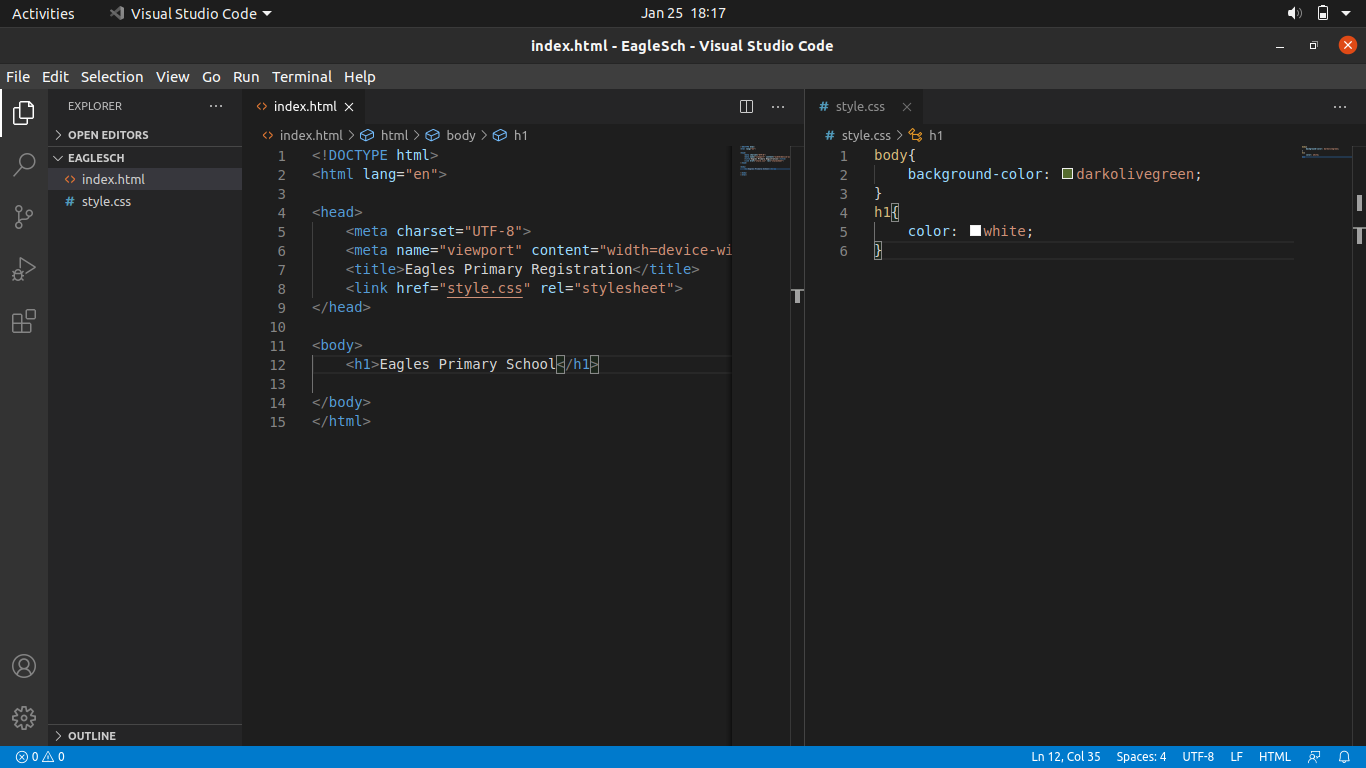 Activities Visual Studio Code Jan 25 18:17
index.html - EagleSch - Visual Studio Code
File Edit Selection View Go Run Terminal Help
EXPLORER
OPEN EDITORS
EAGLESCH
index.html
style.css
OUTLINE
index.html
index.html > html > body > h1
1 <!DOCTYPE html>
2 <html lang="en">
3
4 <head>
5 <meta charset="UTF-8">
6 <meta name="viewport" content="width=device-wi
7 <title>Eagles Primary Registration</title>
8 <link href="style.css" rel="stylesheet">
9 </head>
10
11 <body>
12 <h1>Eagles Primary School</h1>
13
14 </body>
15 </html>
# style.css
# style.css > h1
1 body{
2 background-color: darkolivegreen;
3 }
4 h1{
5 color: white;
6 }
0 0 Ln 12, Col 35 Spaces: 4 UTF-8 LF HTML